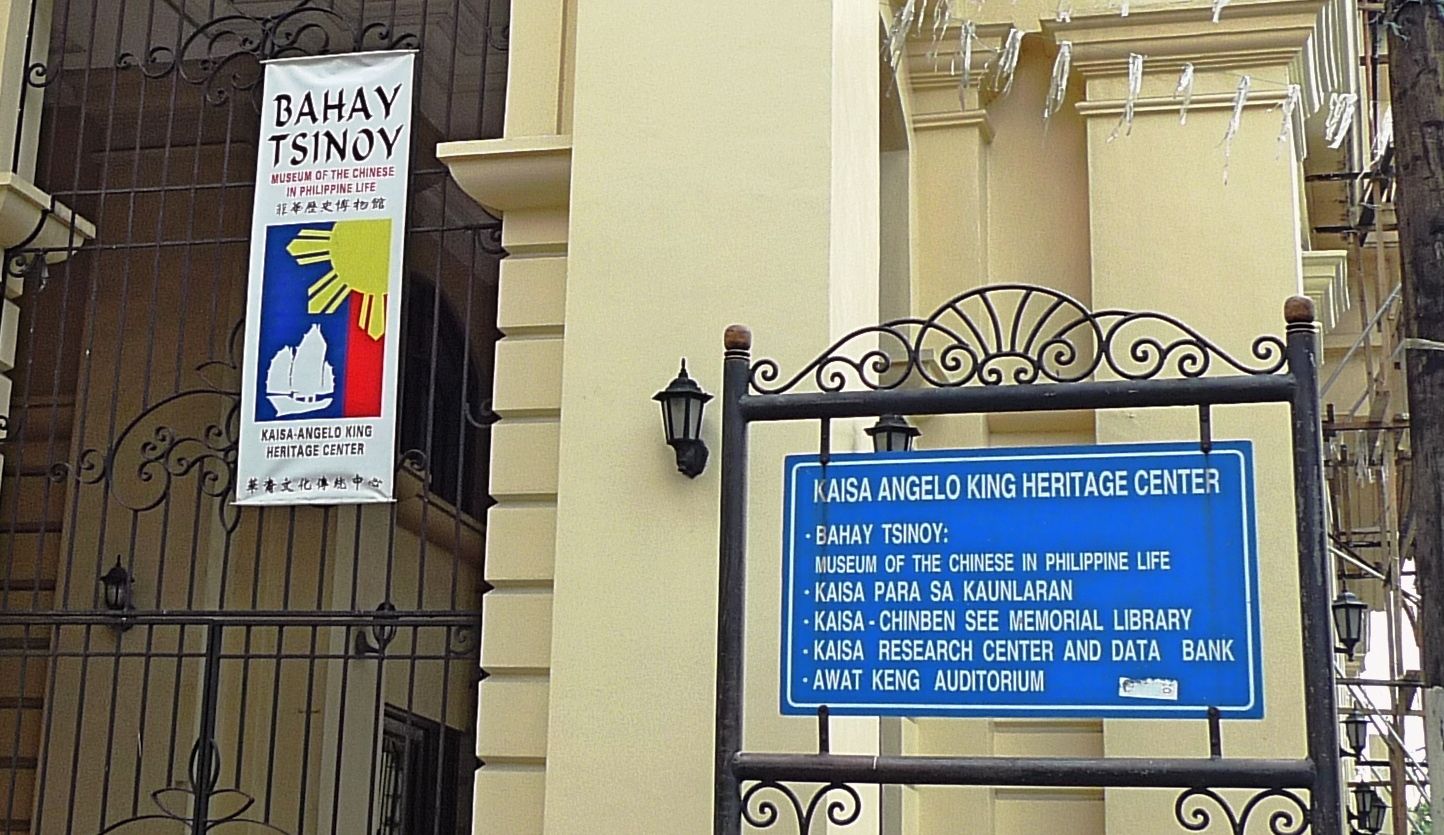 BAHAY
TSINOY
MUSEUM OF THE CHINESE
IN PHILIPPINE LIFE
菲華歷史博物館
KAISA-ANGELO KING
HERITAGE CENTER
華裔文化傳統中心
KAISA ANGELO KING HERITAGE CENTER
· BAHAY TSINOY:
MUSEUM OF THE CHINESE IN PHILIPPINE LIFE
· KAISA PARA SA KAUNLARAN
· KAISA - CHINBEN SEE MEMORIAL LIBRARY
· KAISA RESEARCH CENTER AND DATA BANK
· AWAT KENG AUDITORIUM